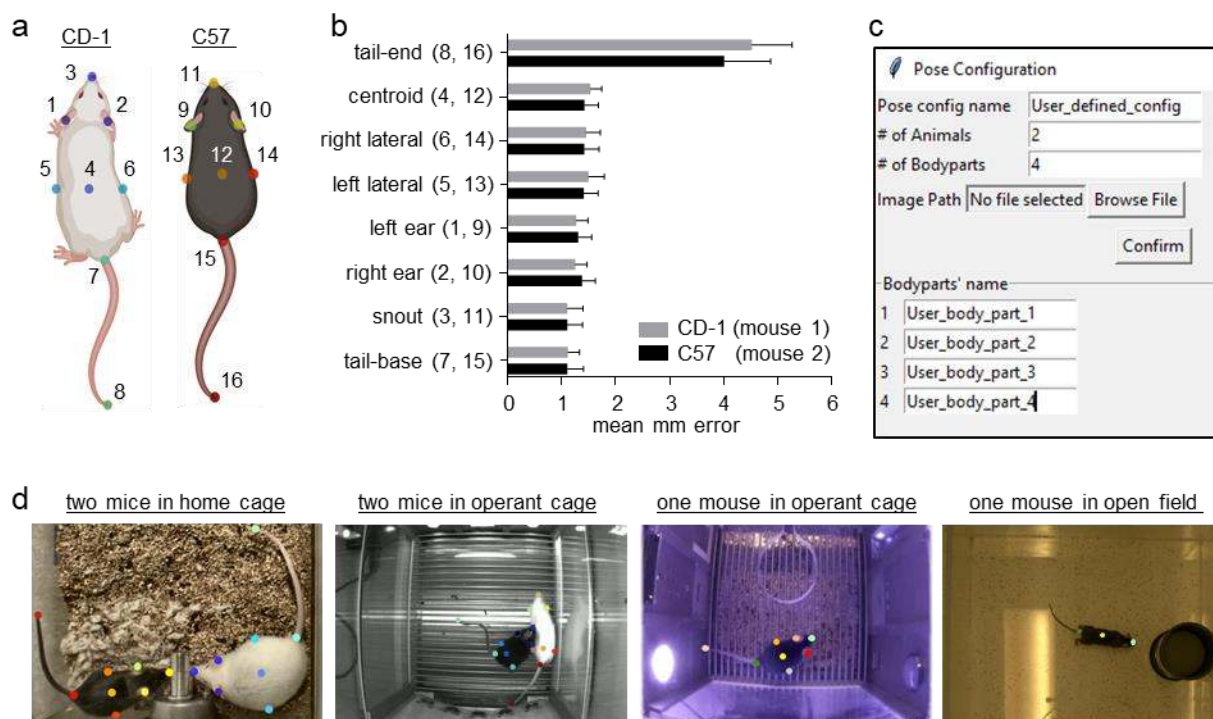 a
CD-1
C57
3
11
1
2
9
10
13
12
14
5
4
6
7
15
8
16
b
tail-end (8, 16)
centroid (4, 12)
right lateral (6, 14)
left lateral (5, 13)
left ear (1, 9)
right ear (2, 10)
snout (3, 11)
tail-base (7, 15)
CD-1 (mouse 1)
C57 (mouse 2)
0 1 2 3 4 5 6
mean mm error
c
Pose Configuration
Pose config name User_defined_config
# of Animals 2
# of Bodyparts 4
Image Path No file selected Browse File
Confirm
Bodyparts' name
1 User_body_part_1
2 User_body_part_2
3 User_body_part_3
4 User_body_part_4
d
two mice in home cage
two mice in operant cage
one mouse in operant cage
one mouse in open field